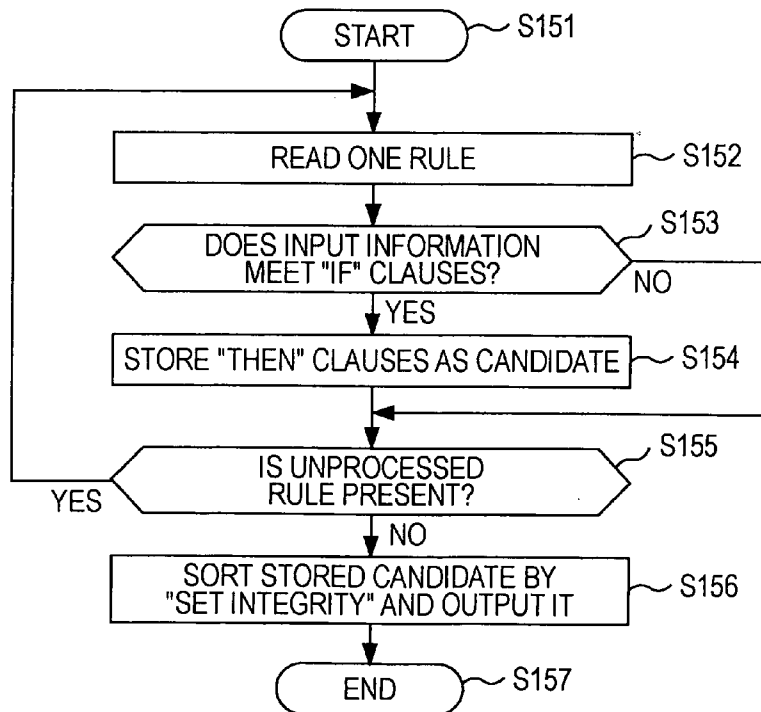 START
S151
READ ONE RULE
S152
DOES INPUT INFORMATION
MEET "IF" CLAUSES?
S153
NO
YES
STORE "THEN" CLAUSES AS CANDIDATE
S154
IS UNPROCESSED
RULE PRESENT?
S155
YES
NO
SORT STORED CANDIDATE BY
"SET INTEGRITY" AND OUTPUT IT
S156
END
S157